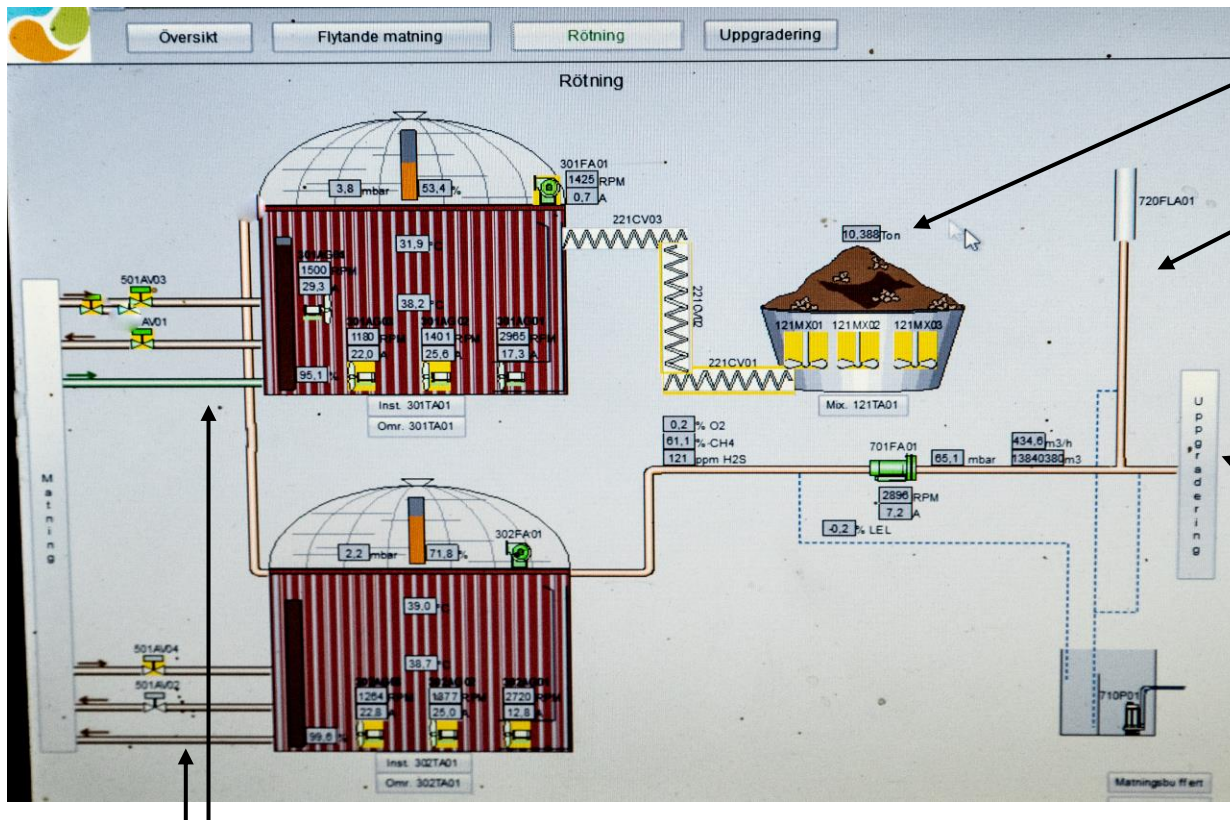 Översikt
Flytande matning
Rötning
Uppgradering
Rötning
301FA01
1425 RPM
0,7 A
3,8 mbar
53,4 %
221CV03
10,388 Ton
720FLA01
31,9 °C
1500 RPM
29,3 A
501AV03
38,2 °C
221CV02
121MX01 121MX02 121MX03
AV01
301AG03 301AG02 301AG01
1180 RPM 1401 RPM 2965 RPM
22,0 A 25,6 A 17,3 A
221CV01
95,1 %
Inst. 301TA01
Omr. 301TA01
Mix. 121TA01
0,2 % O2
61,1 % CH4
121 ppm H2S
701FA01
65,1 mbar
434,6 m3/h
13840380 m3
Uppgradering
Matning
2896 RPM
7,2 A
-0,2 % LEL
2,2 mbar
71,8 %
302FA01
39,0 °C
501AV04
38,7 °C
501AV02
1264 RPM 1877 RPM 2720 RPM
22,8 A 25,0 A 12,8 A
99,6 %
710P01
Inst. 302TA01
Omr. 302TA01
Matningsbuffert